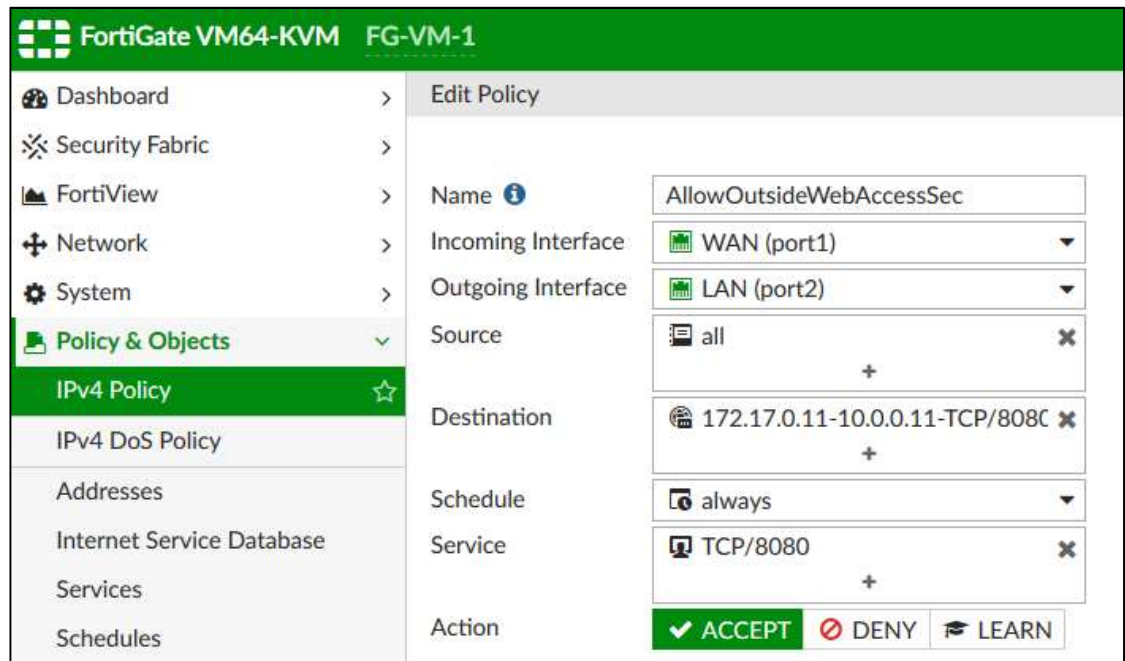 FortiGate VM64-KVM FG-VM-1
Dashboard
Security Fabric
FortiView
Network
System
Policy & Objects
IPv4 Policy
IPv4 DoS Policy
Addresses
Internet Service Database
Services
Schedules
Edit Policy
Name AllowOutsideWebAccessSec
Incoming Interface WAN (port1)
Outgoing Interface LAN (port2)
Source all
+
Destination 172.17.0.11-10.0.0.11-TCP/8080
+
Schedule always
Service TCP/8080
+
Action ACCEPT DENY LEARN